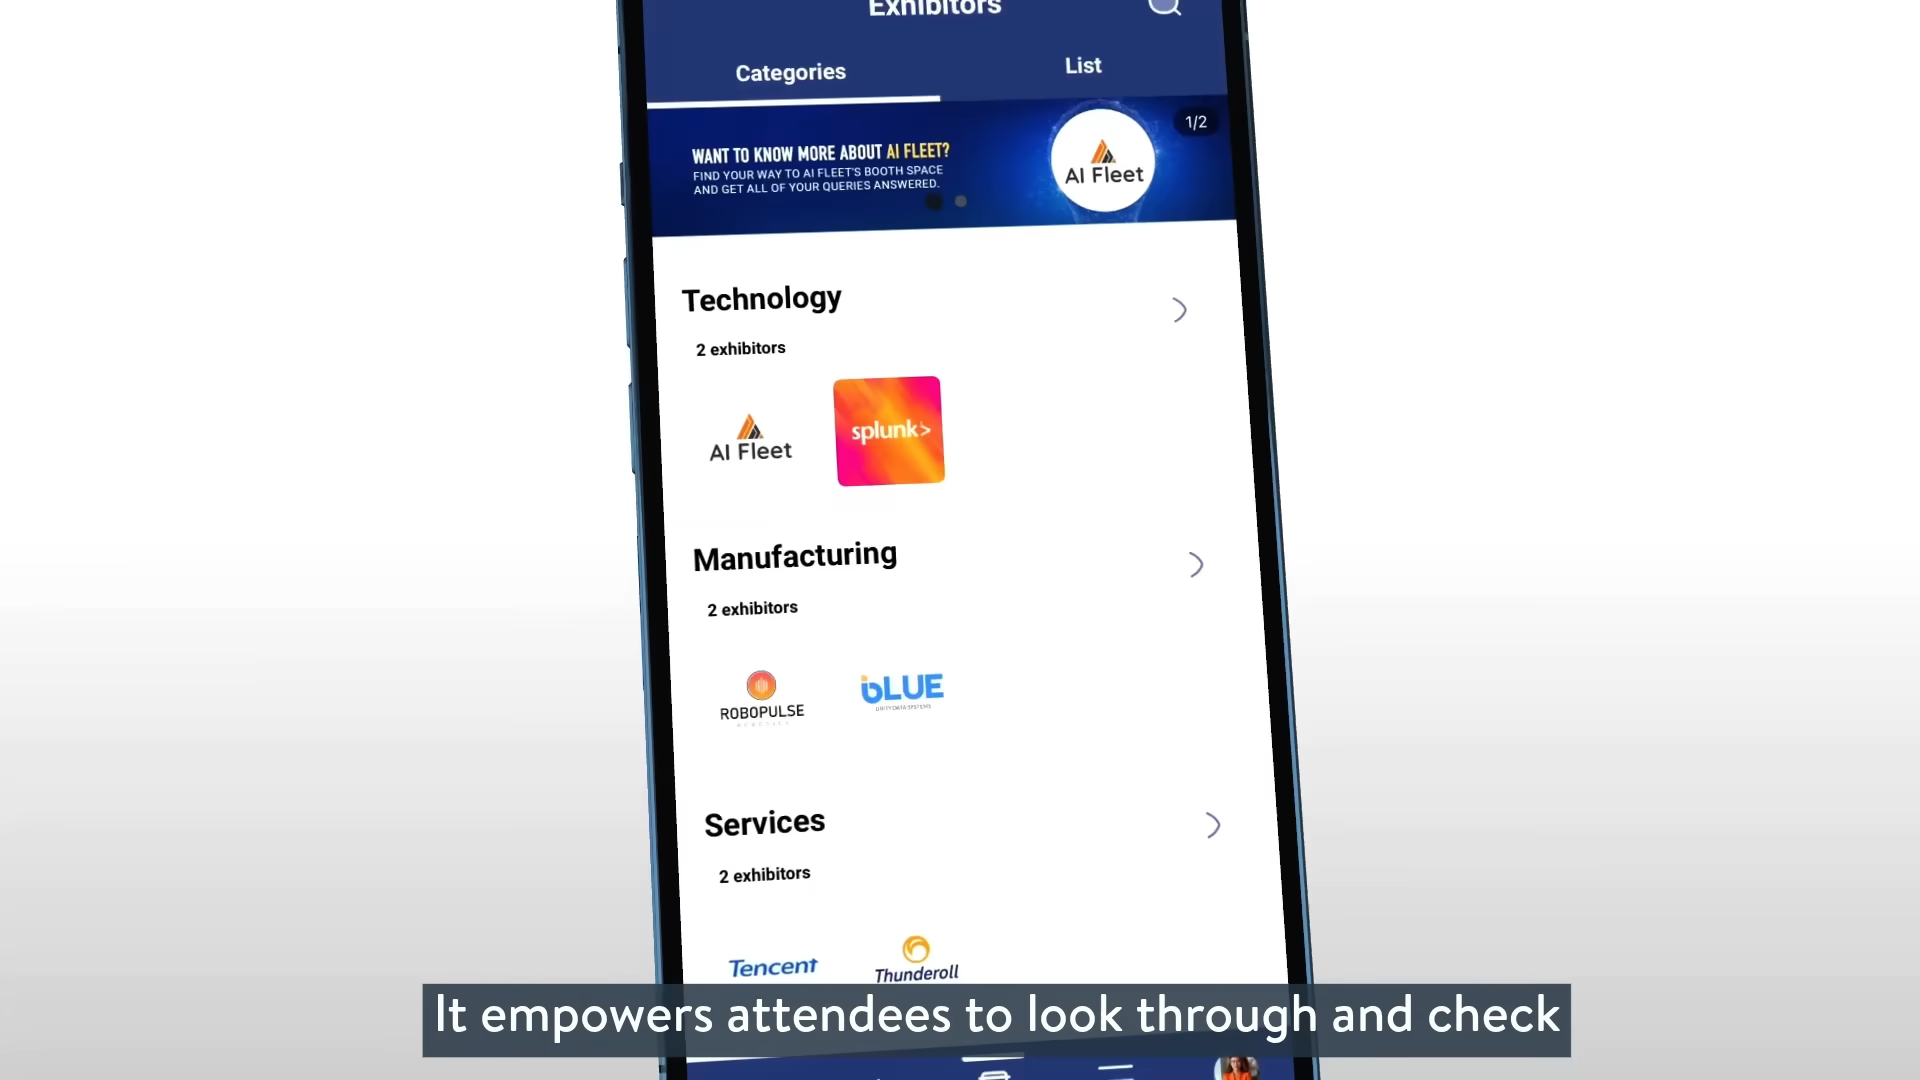 Exhibitors
Categories
List
WANT TO KNOW MORE ABOUT AI FLEET?
FIND YOUR WAY TO AI FLEET'S BOOTH SPACE
AND GET ALL OF YOUR QUERIES ANSWERED.
AI Fleet
1/2
Technology
2 exhibitors
AI Fleet
splunk>
Manufacturing
2 exhibitors
ROBOPULSE
bLUE
UNITYDATA SYSTEMS
Services
2 exhibitors
Tencent
Thunderoll
It empowers attendees to look through and check